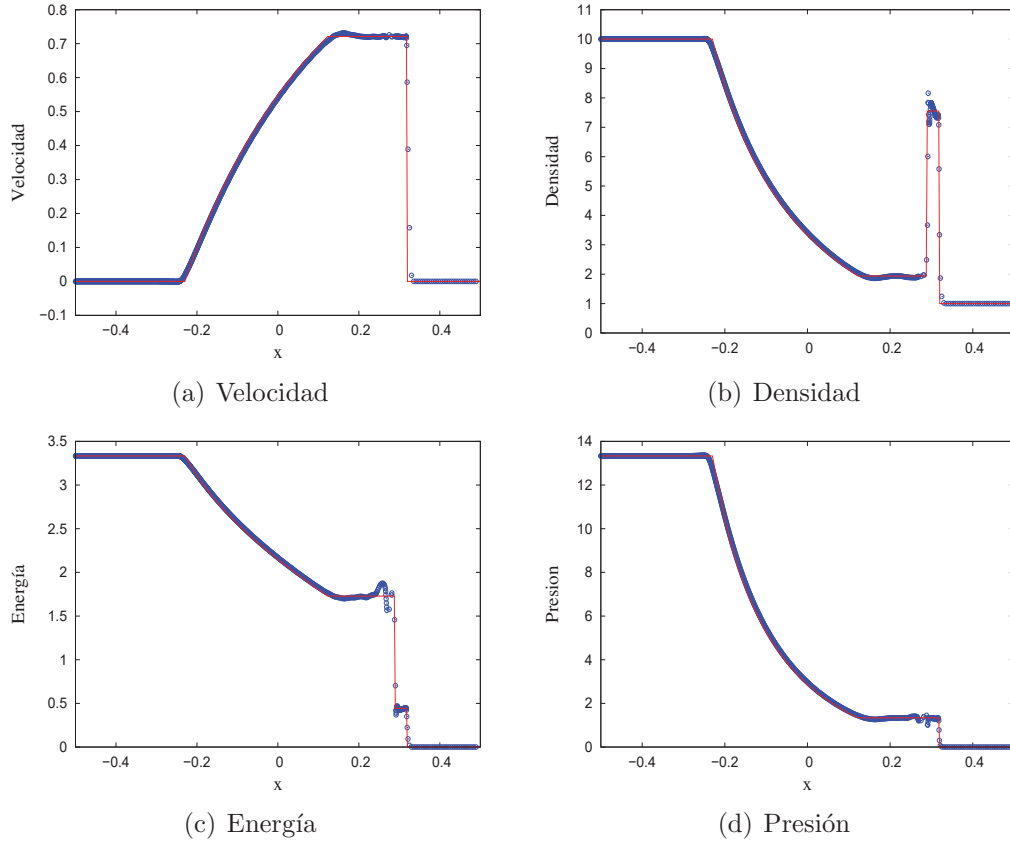 0.8
0.7
0.6
0.5
0.4
0.3
0.2
0.1
0
−0.1
Velocidad
−0.4 −0.2 0 0.2 0.4
x
(a) Velocidad
11
10
9
8
7
6
5
4
3
2
1
0
Densidad
−0.4 −0.2 0 0.2 0.4
(b) Densidad
3.5
3
2.5
2
1.5
1
0.5
0
Energía
−0.4 −0.2 0 0.2 0.4
x
(c) Energía
14
12
10
8
6
4
2
0
Presion
−0.4 −0.2 0 0.2 0.4
x
(d) Presión